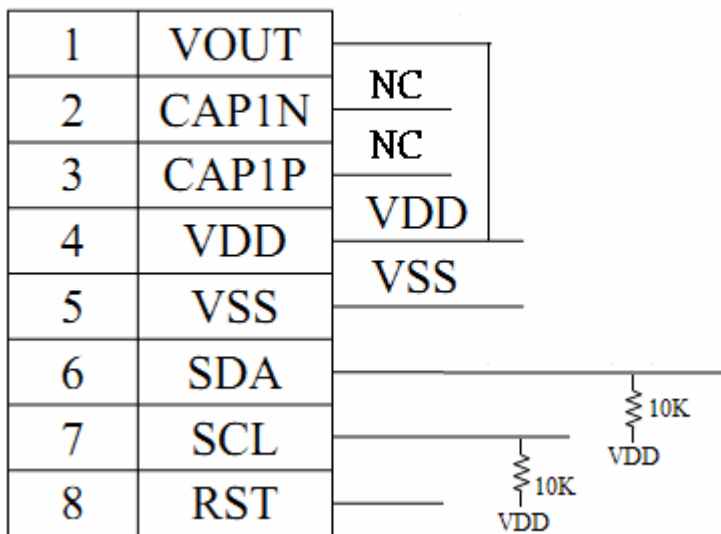 1 VOUT
NC
2 CAP1N
NC
3 CAP1P
VDD
4 VDD
VSS
5 VSS
6 SDA
10K
VDD
7 SCL
10K
VDD
8 RST